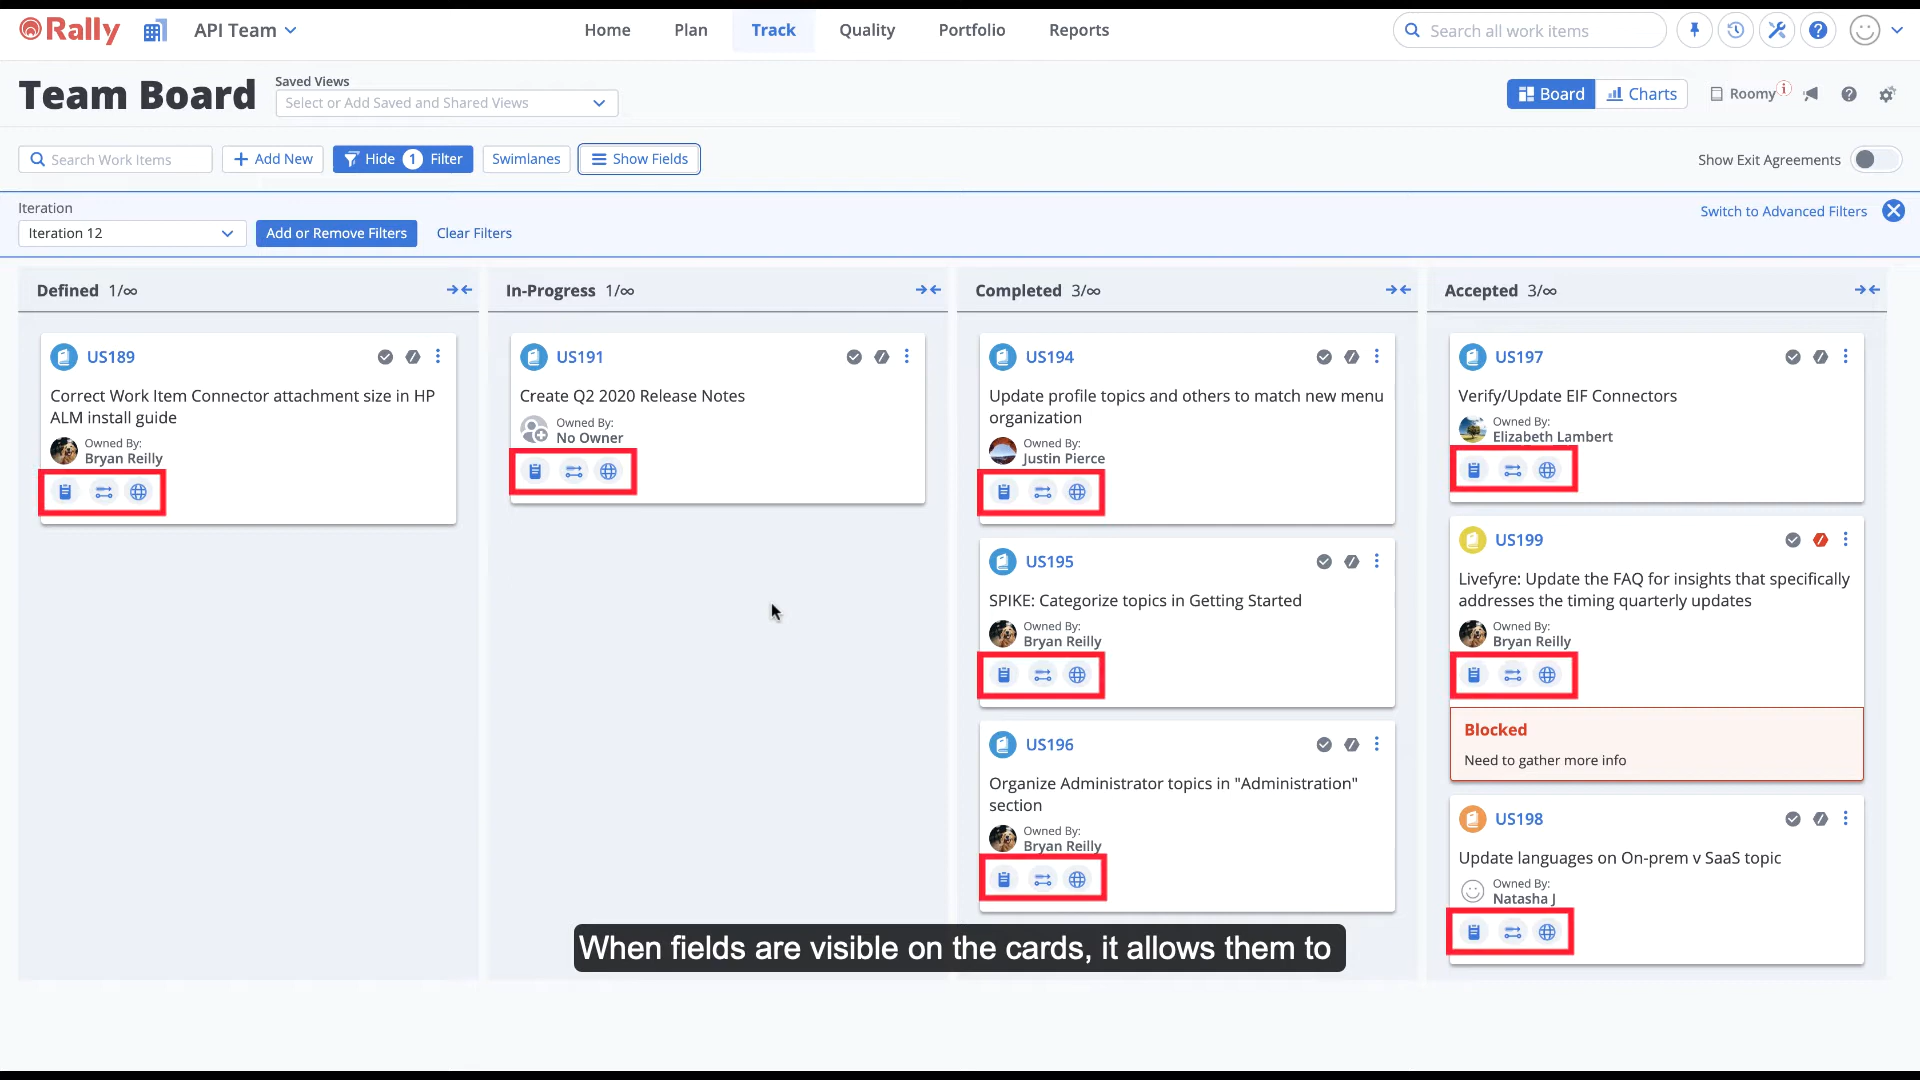 Rally
API Team
Home
Plan
Track
Quality
Portfolio
Reports
Search all work items
Team Board
Saved Views
Select or Add Saved and Shared Views
Board
Charts
Roomy
Search Work Items
Add New
Hide 1 Filter
Swimlanes
Show Fields
Show Exit Agreements
Iteration
Iteration 12
Add or Remove Filters
Clear Filters
Switch to Advanced Filters
Defined 1/∞
US189
Correct Work Item Connector attachment size in HP
ALM install guide
Owned By:
Bryan Reilly
In-Progress 1/∞
US191
Create Q2 2020 Release Notes
Owned By:
No Owner
Completed 3/∞
US194
Update profile topics and others to match new menu
organization
Owned By:
Justin Pierce
US195
SPIKE: Categorize topics in Getting Started
Owned By:
Bryan Reilly
US196
Organize Administrator topics in "Administration"
section
Owned By:
Bryan Reilly
Accepted 3/∞
US197
Verify/Update EIF Connectors
Owned By:
Elizabeth Lambert
US199
Livefyre: Update the FAQ for insights that specifically
addresses the timing quarterly updates
Owned By:
Bryan Reilly
Blocked
Need to gather more info
US198
Update languages on On-prem v SaaS topic
Owned By:
Natasha J
When fields are visible on the cards, it allows them to